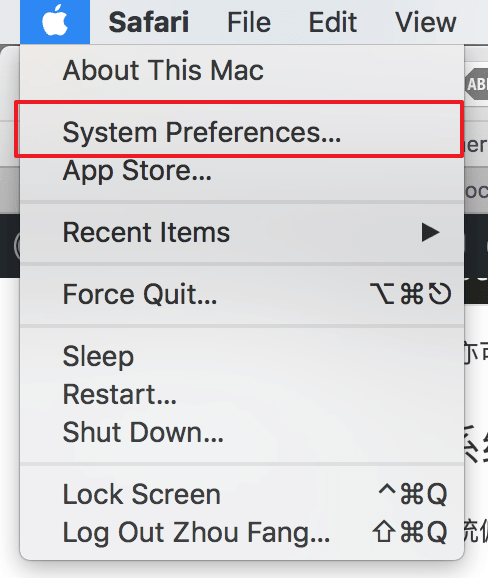 Safari File Edit View
About This Mac
System Preferences...
App Store...
Recent Items ▶
Force Quit... ⌥⌘⎋
Sleep
Restart...
Shut Down...
Lock Screen ^⌘Q
Log Out Zhou Fang... ⇧⌘Q